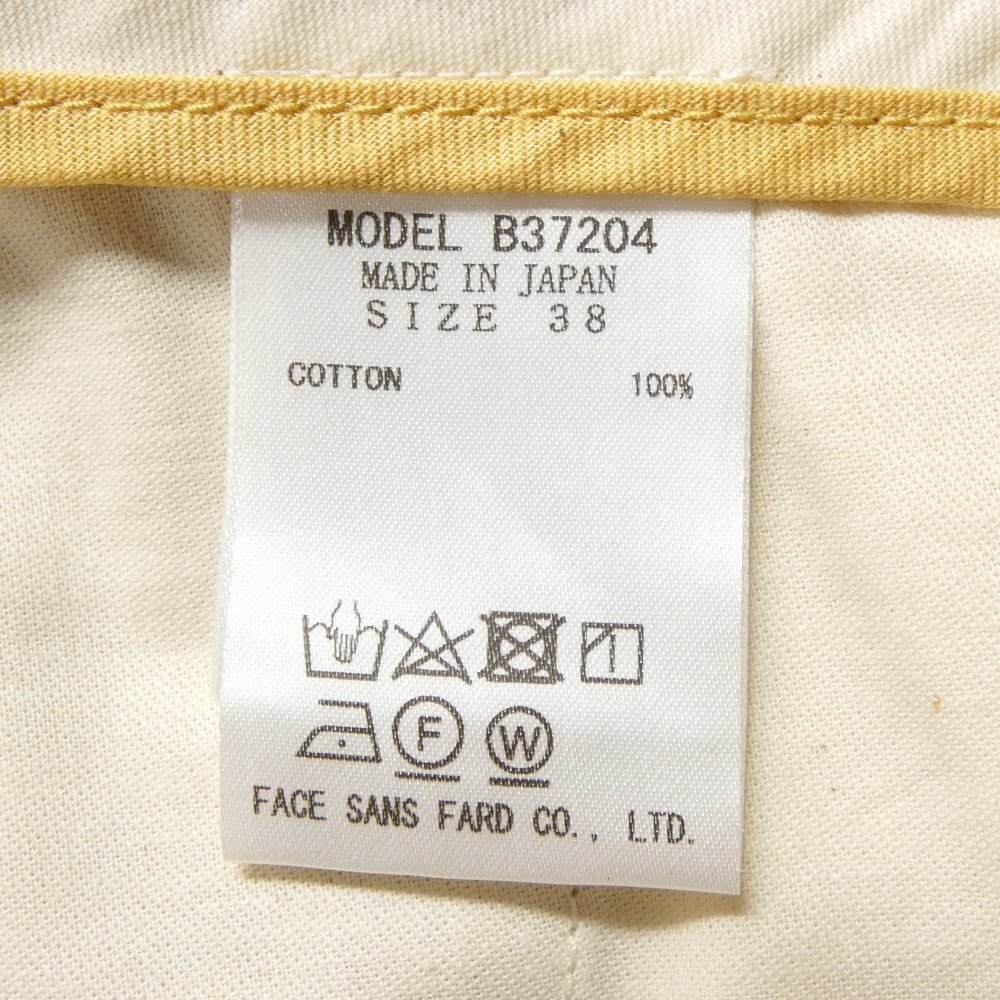 MODEL B37204
MADE IN JAPAN
SIZE 38
COTTON 100%
F W
FACE SANS FARD CO., LTD.